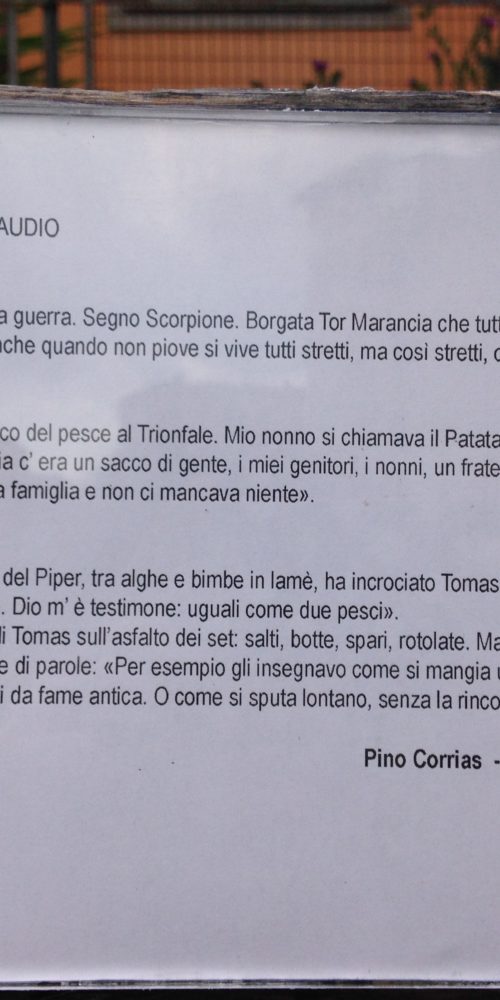 AUDIO
a guerra. Segno Scorpione. Borgata Tor Marancia che tutt
nche quando non piove si vive tutti stretti, ma così stretti, c
co del pesce al Trionfale. Mio nonno si chiamava il Patata
ia c' era un sacco di gente, i miei genitori, i nonni, un frate
a famiglia e non ci mancava niente».
del Piper, tra alghe e bimbe in lamè, ha incrociato Tomas
. Dio m' è testimone: uguali come due pesci».
li Tomas sull'asfalto dei set: salti, botte, spari, rotolate. Ma
e di parole: «Per esempio gli insegnavo come si mangia u
i da fame antica. O come si sputa lontano, senza la rinco
Pino Corrias -